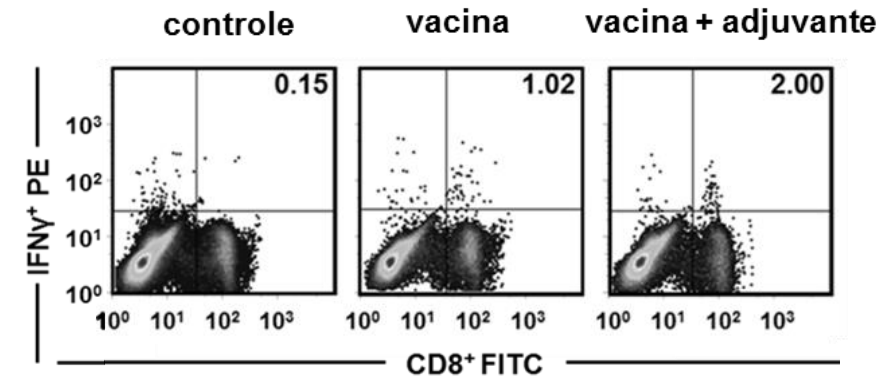 controle vacina vacina + adjuvante
0.15 1.02 2.00
IFNγ⁺ PE
10³
10²
10¹
10⁰
10⁰ 10¹ 10² 10³ 10⁰ 10¹ 10² 10³ 10⁰ 10¹ 10² 10³
CD8⁺ FITC